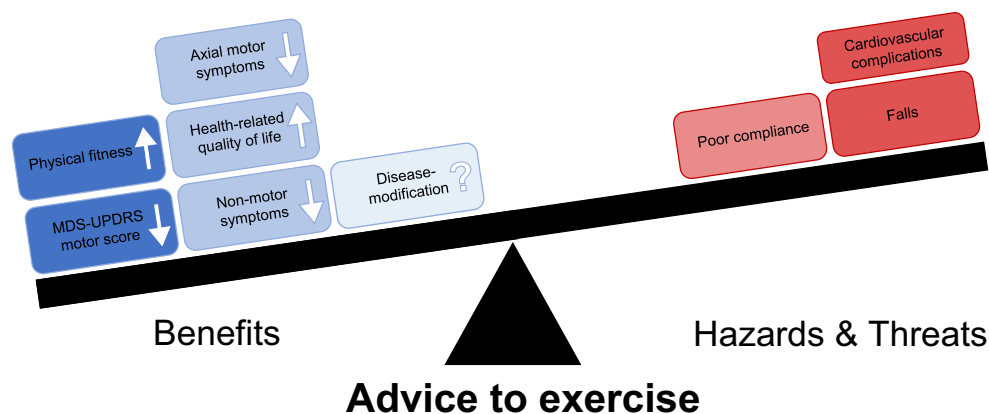 Axial motor
symptoms
Physical fitness
Health-related
quality of life
MDS-UPDRS
motor score
Non-motor
symptoms
Disease-
modification
?
Cardiovascular
complications
Poor compliance
Falls
Benefits
Hazards & Threats
Advice to exercise